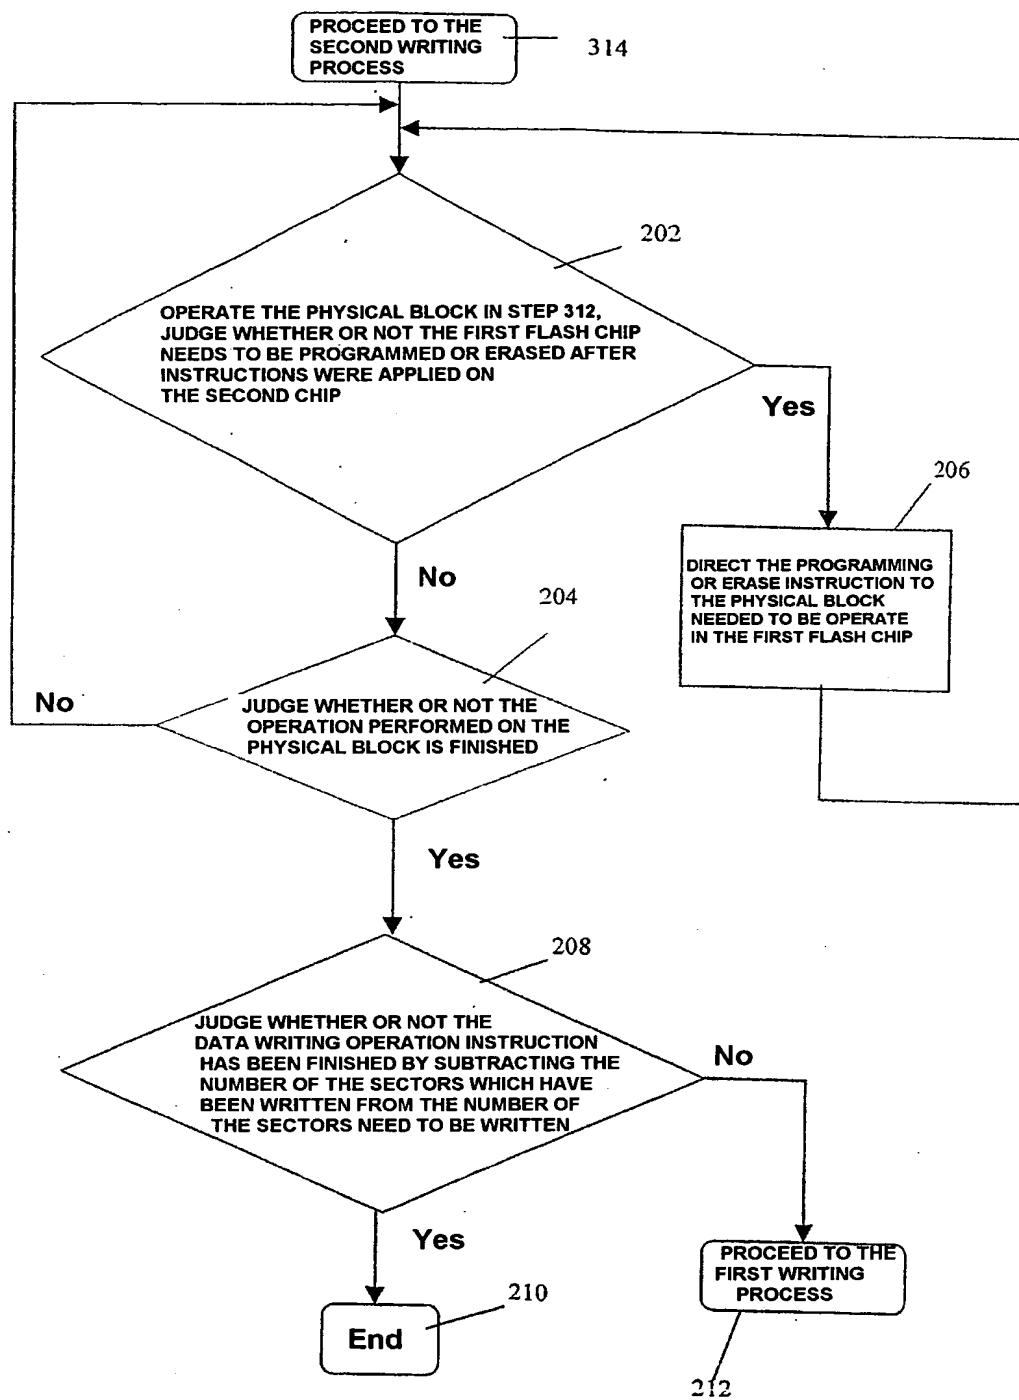 PROCEED TO THE
SECOND WRITING
PROCESS
314
202
OPERATE THE PHYSICAL BLOCK IN STEP 312,
JUDGE WHETHER OR NOT THE FIRST FLASH CHIP
NEEDS TO BE PROGRAMMED OR ERASED AFTER
INSTRUCTIONS WERE APPLIED ON
THE SECOND CHIP
Yes
206
DIRECT THE PROGRAMMING
OR ERASE INSTRUCTION TO
THE PHYSICAL BLOCK
NEEDED TO BE OPERATE
IN THE FIRST FLASH CHIP
No
204
No
JUDGE WHETHER OR NOT THE
OPERATION PERFORMED ON THE
PHYSICAL BLOCK IS FINISHED
Yes
208
JUDGE WHETHER OR NOT THE
DATA WRITING OPERATION INSTRUCTION
HAS BEEN FINISHED BY SUBTRACTING THE
NUMBER OF THE SECTORS WHICH HAVE
BEEN WRITTEN FROM THE NUMBER OF
THE SECTORS NEED TO BE WRITTEN
No
Yes
PROCEED TO THE
FIRST WRITING
PROCESS
210
End
212